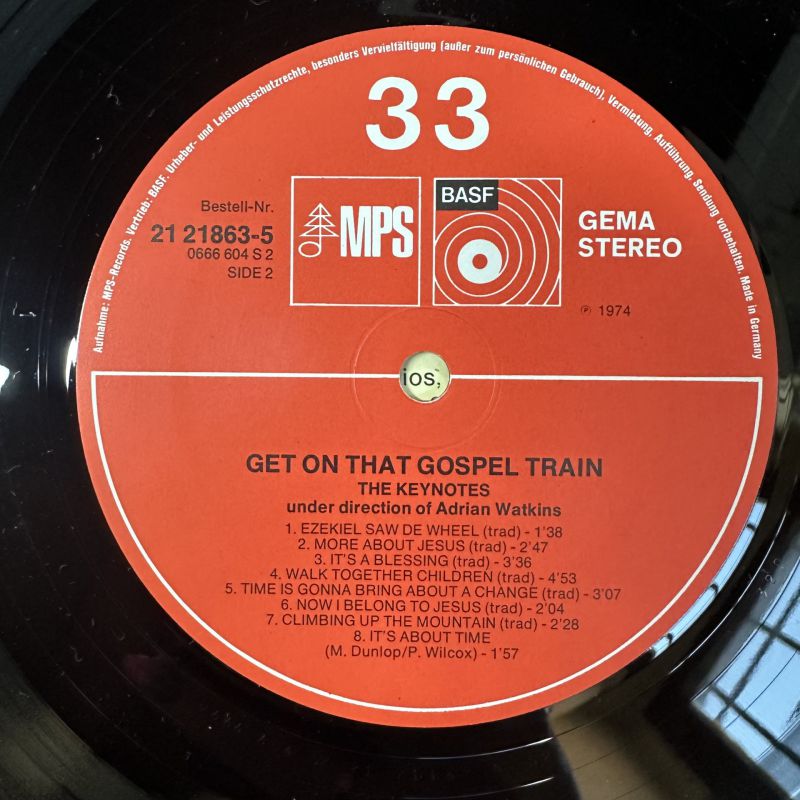 Aufnahme: MPS-Records. Vertrieb: BASF. Urheber- und Leistungsschutzrechte, besonders Vervielfältigung (außer zum persönlichen Gebrauch), Vermietung, Aufführung, Sendung vorbehalten. Made in Germany
33
Bestell-Nr.
21 21863-5
0666 604 S 2
SIDE 2
MPS
BASF
GEMA
STEREO
℗ 1974
ios,
GET ON THAT GOSPEL TRAIN
THE KEYNOTES
under direction of Adrian Watkins
1. EZEKIEL SAW DE WHEEL (trad) - 1'38
2. MORE ABOUT JESUS (trad) - 2'47
3. IT'S A BLESSING (trad) - 3'36
4. WALK TOGETHER CHILDREN (trad) - 4'53
5. TIME IS GONNA BRING ABOUT A CHANGE (trad) - 3'07
6. NOW I BELONG TO JESUS (trad) - 2'04
7. CLIMBING UP THE MOUNTAIN (trad) - 2'28
8. IT'S ABOUT TIME
(M. Dunlop/P. Wilcox) - 1'57